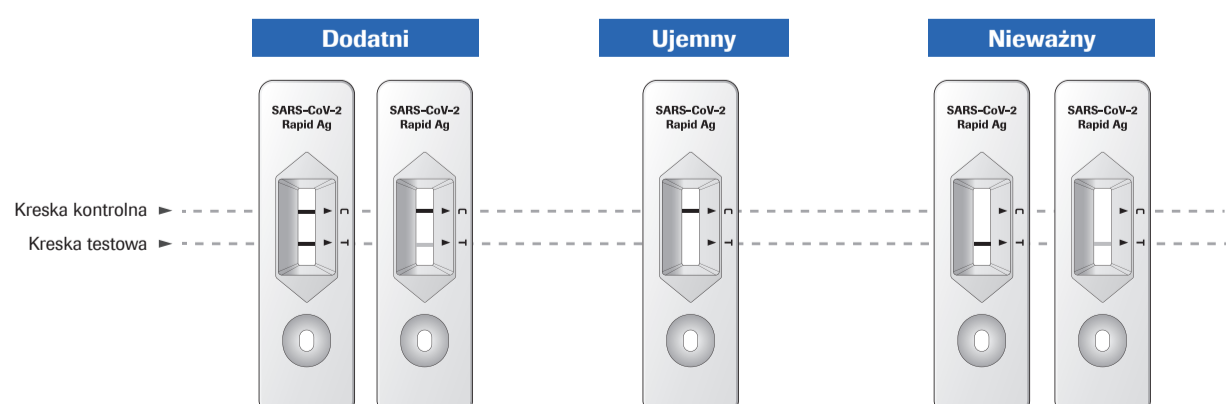 Dodatni
Ujemny
Nieważny
SARS-CoV-2
Rapid Ag
SARS-CoV-2
Rapid Ag
SARS-CoV-2
Rapid Ag
SARS-CoV-2
Rapid Ag
SARS-CoV-2
Rapid Ag
Kreska kontrolna
C
C
C
C
C
Kreska testowa
T
T
T
T
T